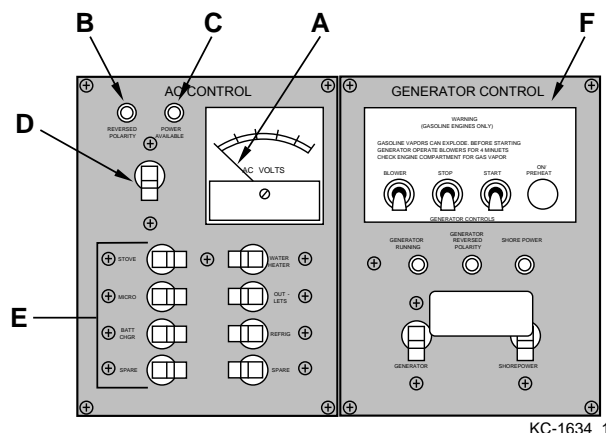 B
C
A
F
AC CONTROL
GENERATOR CONTROL
REVERSED
POLARITY
POWER
AVAILABLE
D
AC VOLTS
WARNING
(GASOLINE ENGINES ONLY)
GASOLINE VAPORS CAN EXPLODE. BEFORE STARTING
GENERATOR OPERATE BLOWERS FOR 4 MINUETS
CHECK ENGINE COMPARTMENT FOR GAS VAPOR
BLOWER
STOP
START
ON/
PREHEAT
GENERATOR CONTROLS
GENERATOR
RUNNING
GENERATOR
REVERSED
POLARITY
SHORE POWER
E
STOVE
WATER
HEATER
MICRO
OUT -
LETS
BATT
CHGR
REFRIG
SPARE
SPARE
GENERATOR
SHOREPOWER
KC-1634_1